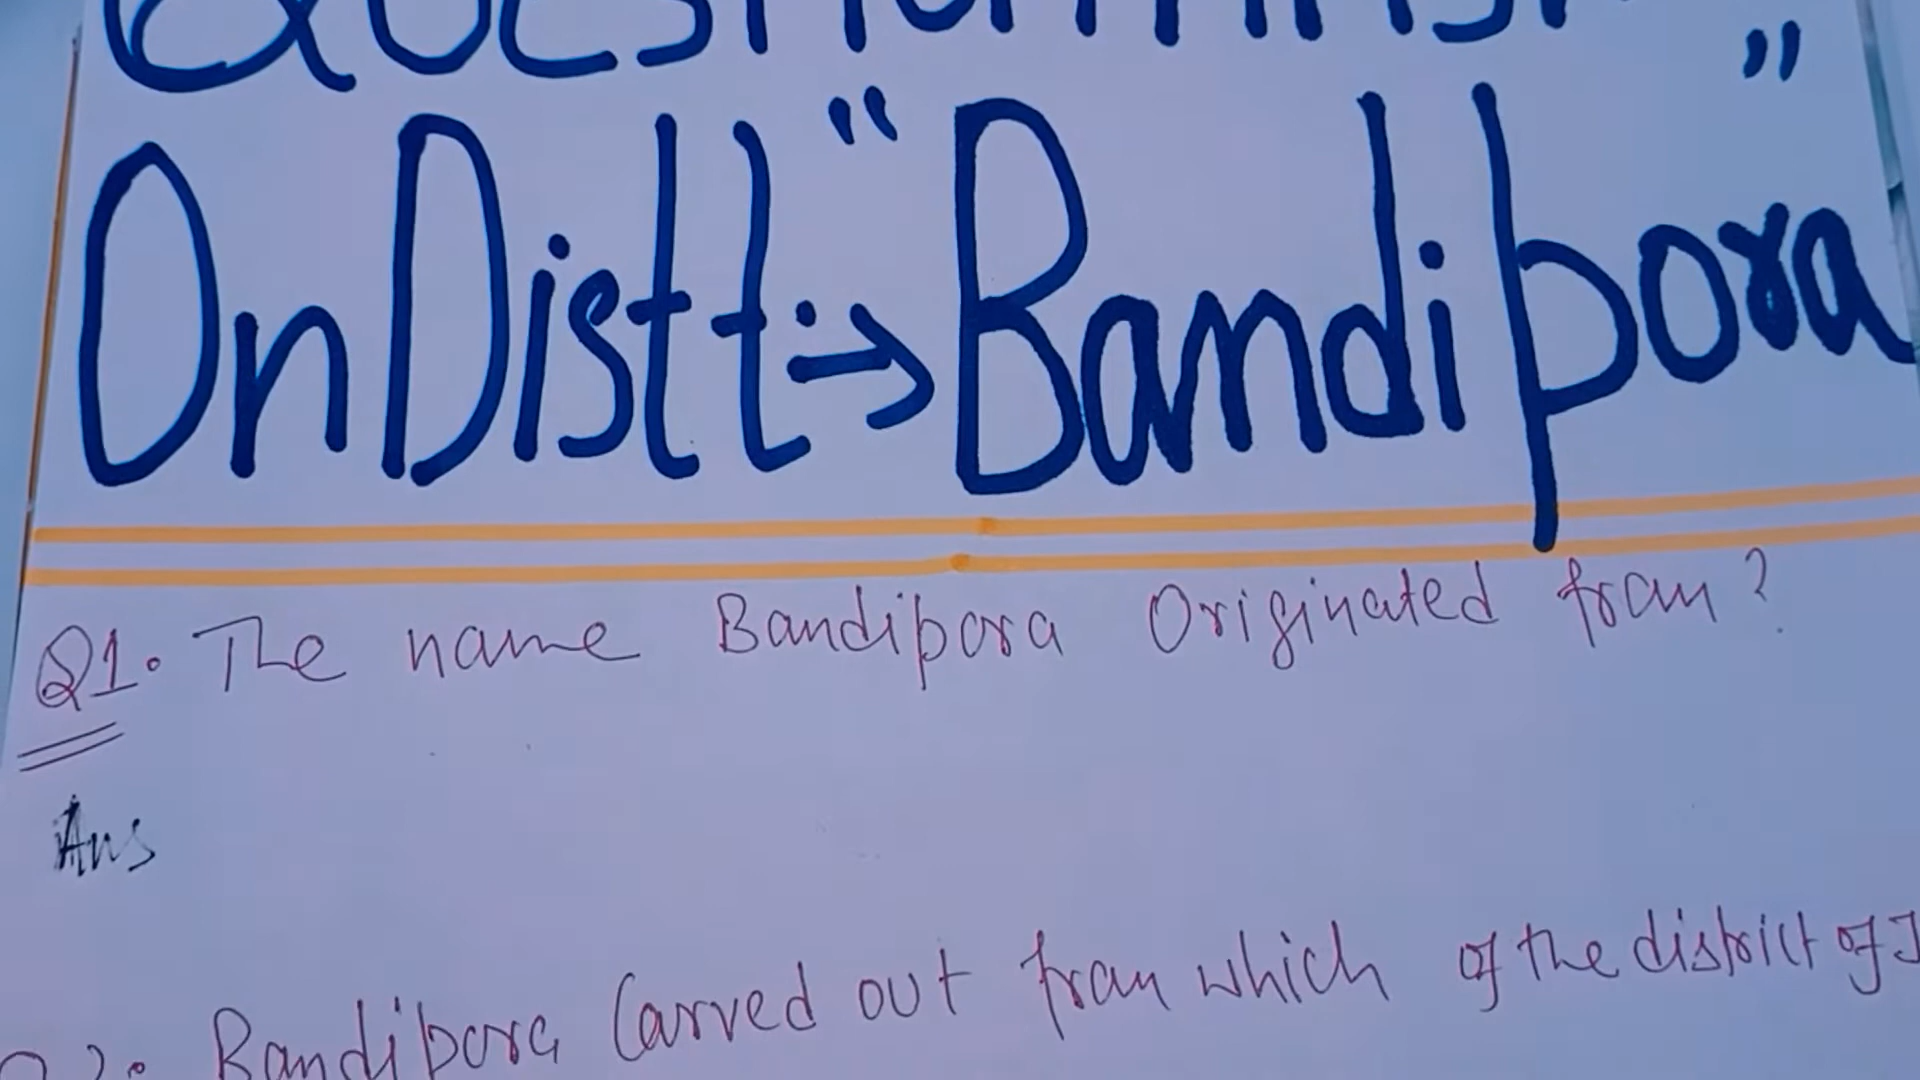 On Distt:→ "Bandipora"
Q1. The name Bandipora Originated from?
Ans
Bandipora Carved out from which of the district of J